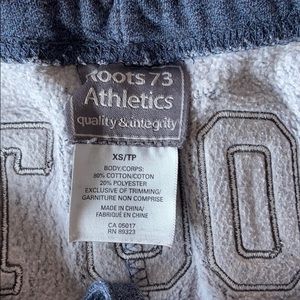 Roots 73
Athletics
quality & integrity
XS/TP
BODY/CORPS:
80% COTTON/COTON
20% POLYESTER
EXCLUSIVE OF TRIMMING/
GARNITURE NON COMPRISE
MADE IN CHINA/
FABRIQUÉ EN CHINE
CA 05017
RN 89323